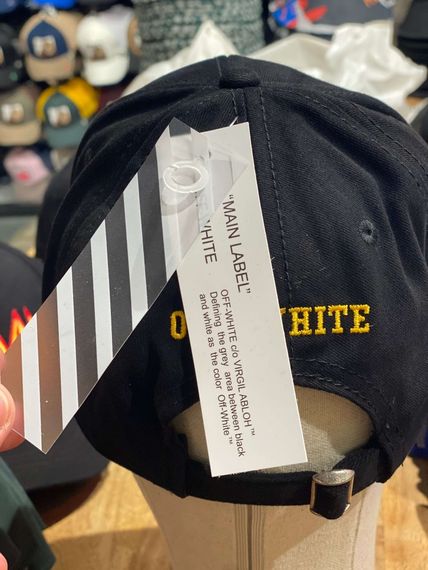 "MAIN LABEL"
WHITE
OFF-WHITE c/o VIRGIL ABLOH™
Defining the grey area between black
and white as the color Off-White™
O
HITE